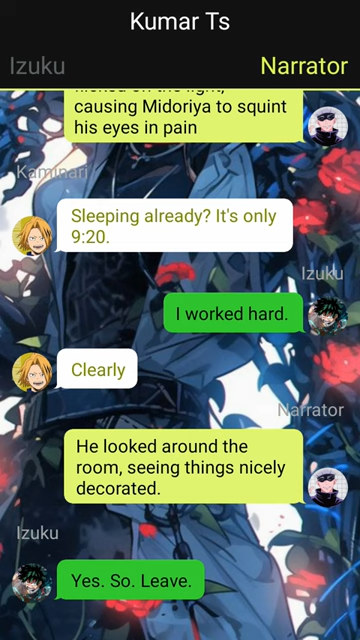 Kumar Ts
Izuku
Narrator
causing Midoriya to squint
his eyes in pain
Kaminari
Sleeping already? It's only
9:20.
Izuku
I worked hard.
Clearly
Narrator
He looked around the
room, seeing things nicely
decorated.
Izuku
Yes. So. Leave.